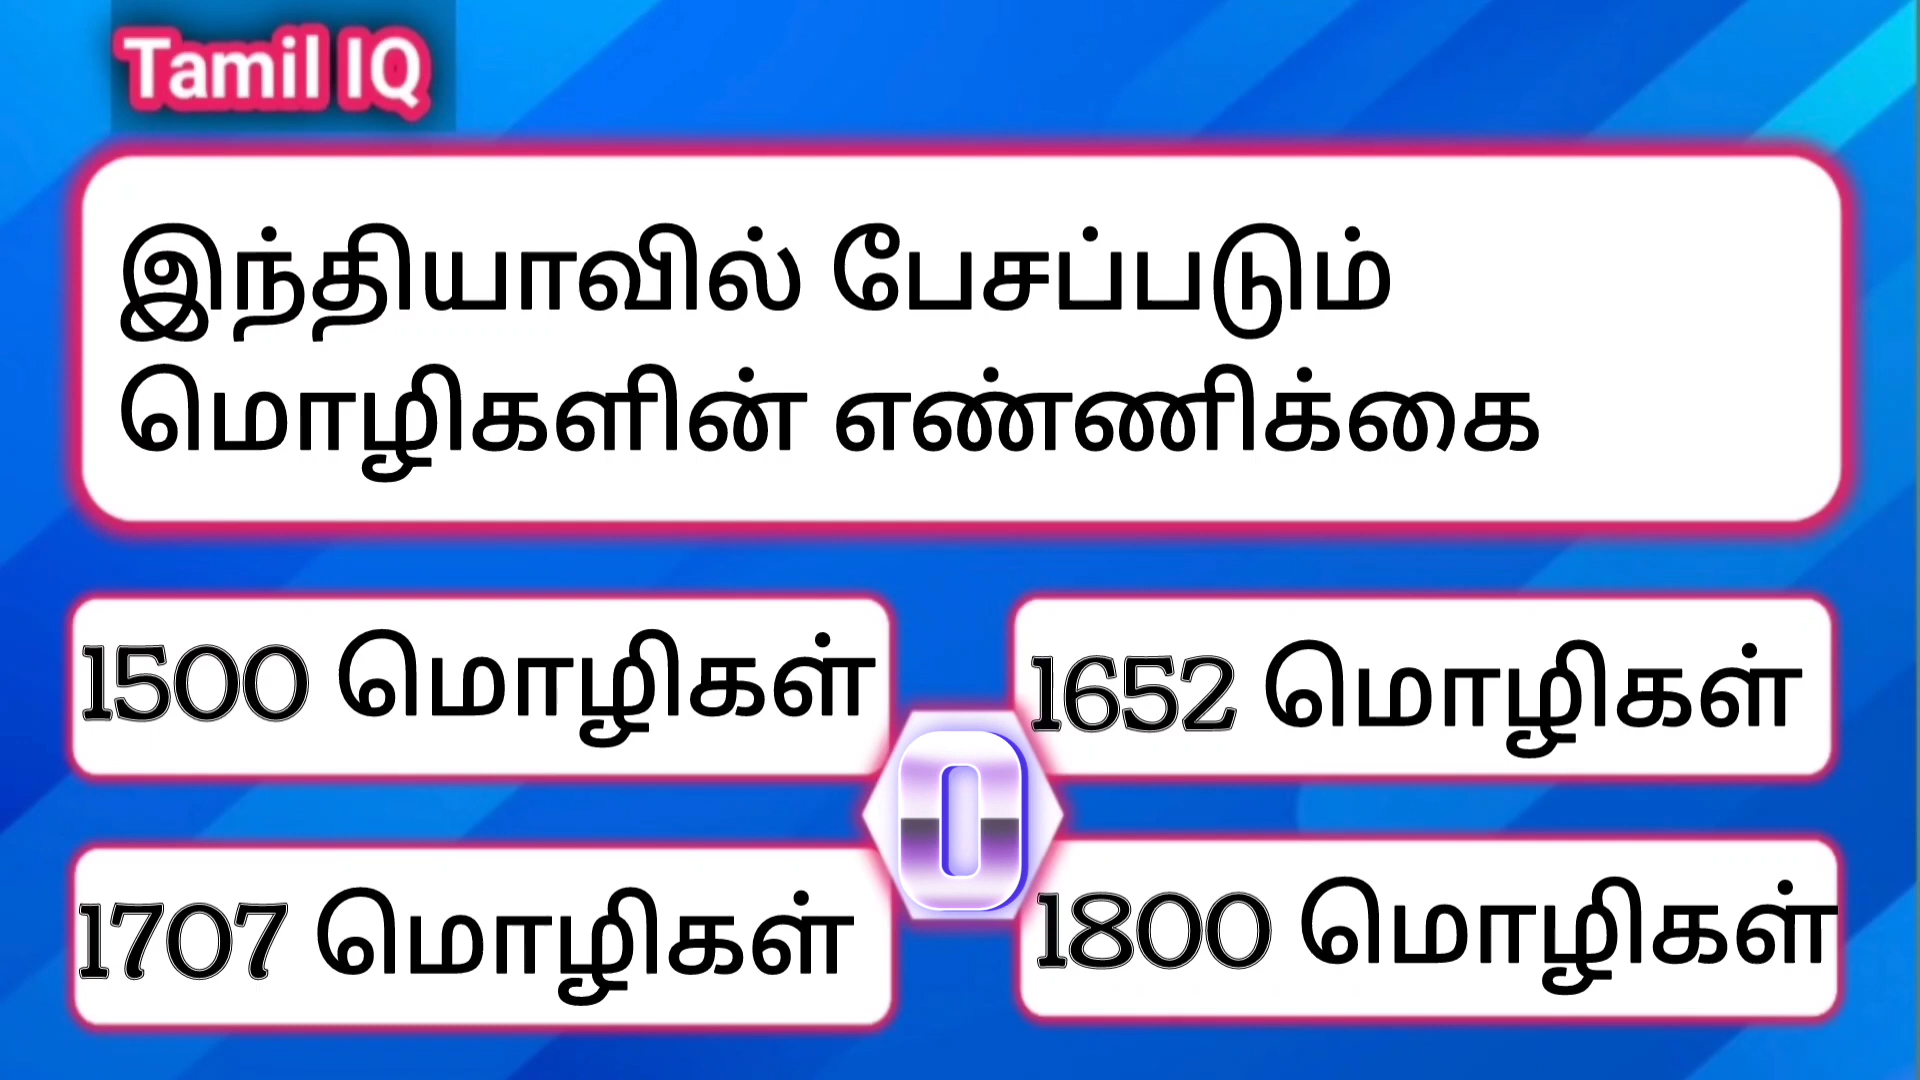 Tamil IQ
இந்தியாவில் பேசப்படும்
மொழிகளின் எண்ணிக்கை
1500 மொழிகள்
1652 மொழிகள்
0
1707 மொழிகள்
1800 மொழிகள்